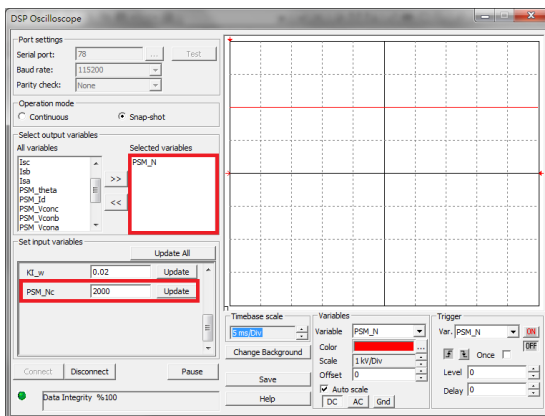 DSP Oscilloscope
Port settings
Serial port: 78 ... Test
Baud rate: 115200
Parity check: None
Operation mode
Continuous Snap-shot
Select output variables
All variables Selected variables
Isc PSM_N
Isb
Isa >>
PSM_theta
PSM_Id <<
PSM_Vconc
PSM_Vconb
PSM_Vcona
Set input variables
Update All
KI_w 0.02 Update
PSM_Nc 2000 Update
Connect Disconnect Pause
Data Integrity %100
Timebase scale
5 ms/Div
Change Background
Save
Help
Variables
Variable PSM_N
Color ...
Scale 1 kV/Div
Offset 0
Auto scale
DC AC Gnd
Trigger
Var. PSM_N ON
OFF
Once
Level 0
Delay 0